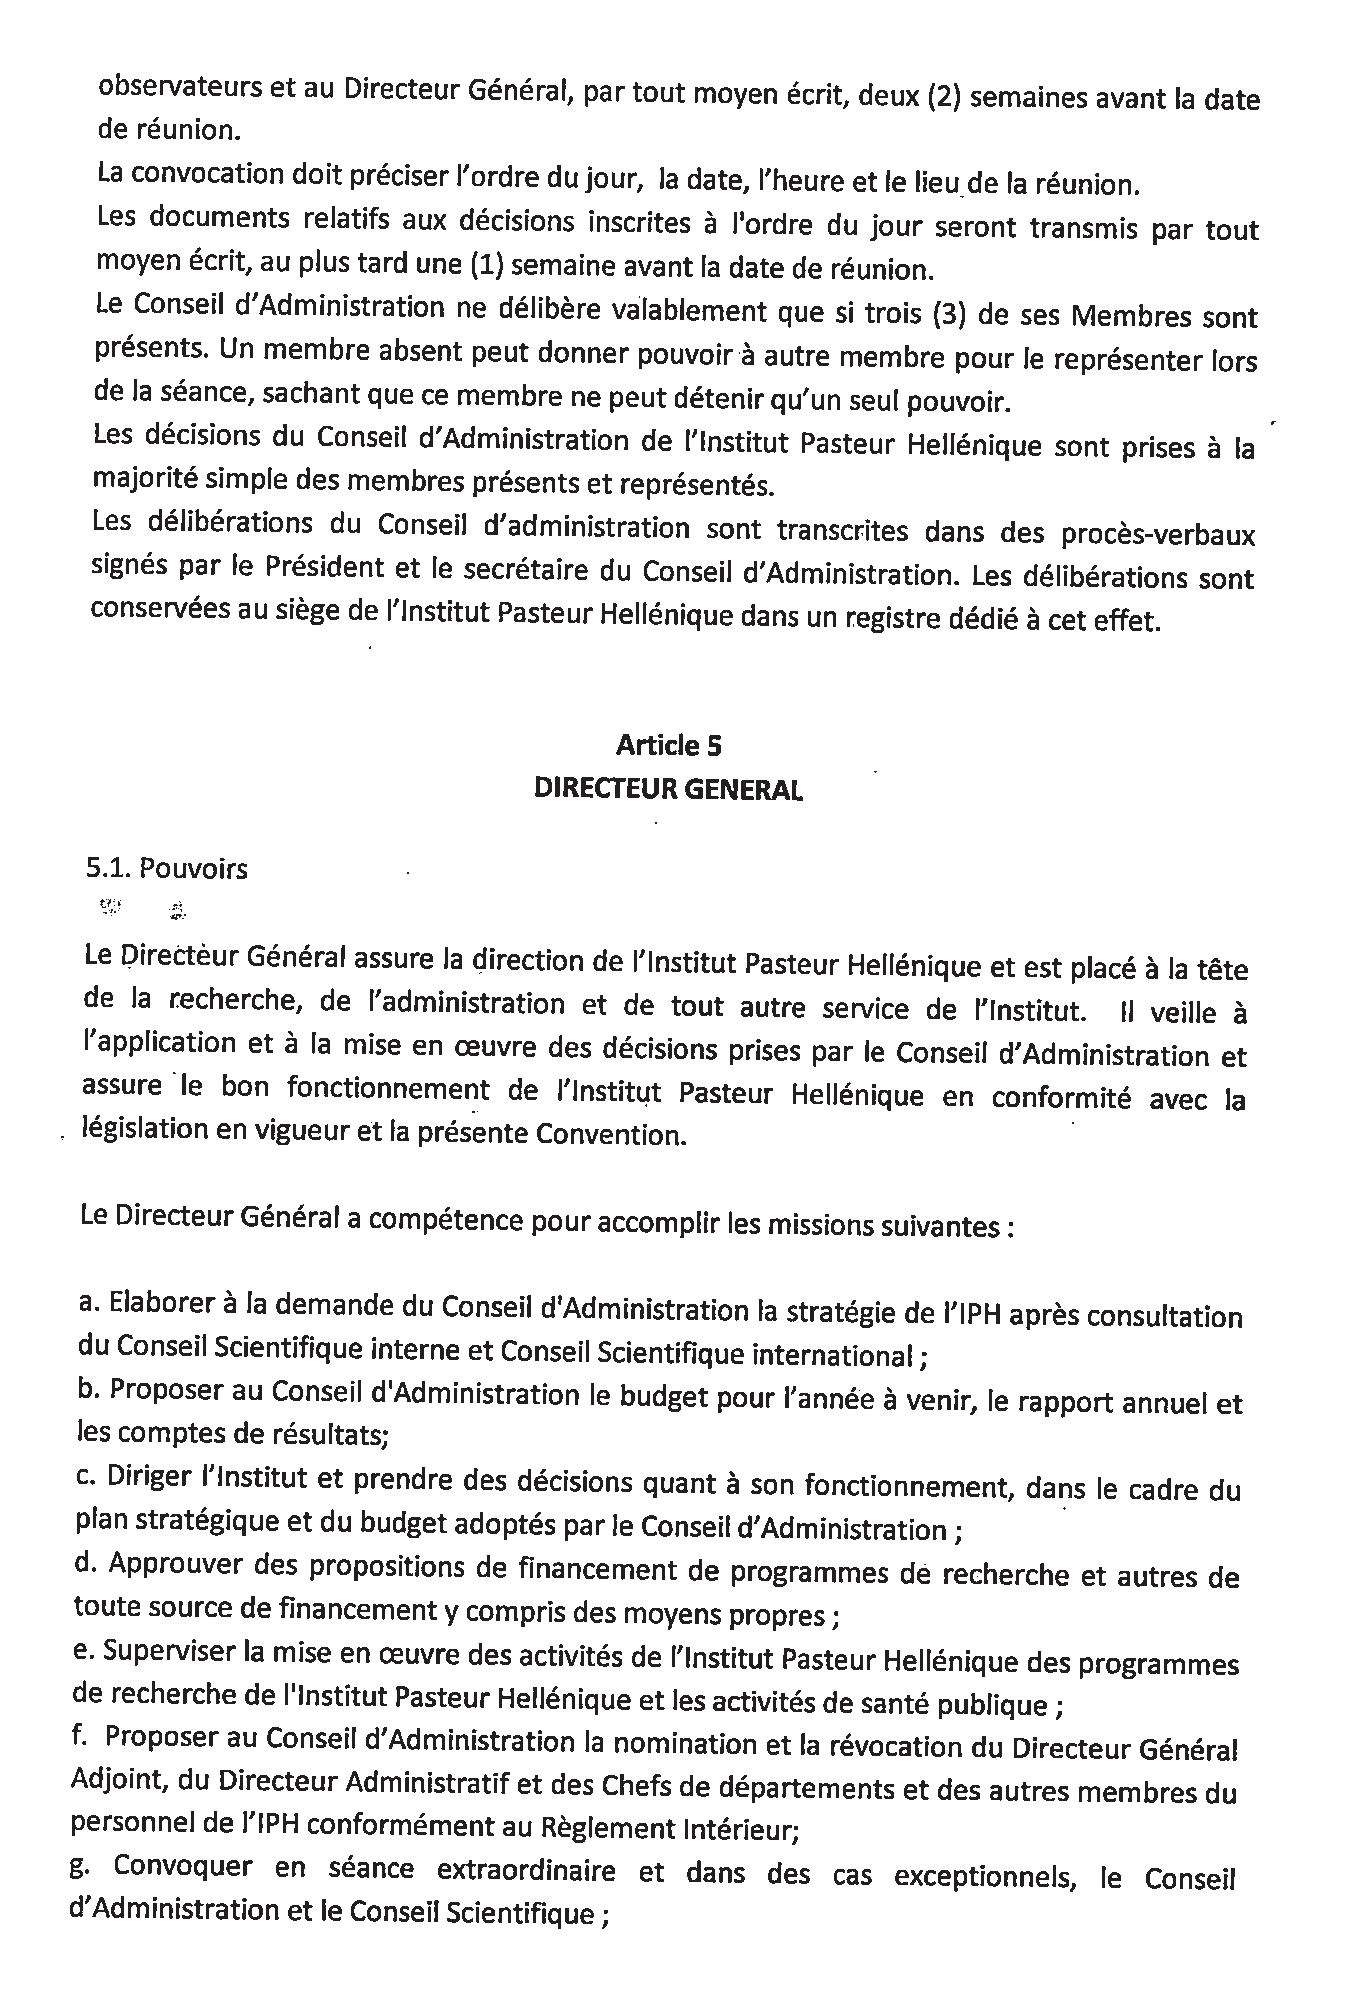 observateurs et au Directeur Général, par tout moyen écrit, deux (2) semaines avant la date
de réunion.
La convocation doit préciser l'ordre du jour, la date, l'heure et le lieu de la réunion.
Les documents relatifs aux décisions inscrites à l'ordre du jour seront transmis par tout
moyen écrit, au plus tard une (1) semaine avant la date de réunion.
Le Conseil d'Administration ne délibère valablement que si trois (3) de ses Membres sont
présents. Un membre absent peut donner pouvoir à autre membre pour le représenter lors
de la séance, sachant que ce membre ne peut détenir qu'un seul pouvoir.
Les décisions du Conseil d'Administration de l'Institut Pasteur Hellénique sont prises à la
majorité simple des membres présents et représentés.
Les délibérations du Conseil d'administration sont transcrites dans des procès-verbaux
signés par le Président et le secrétaire du Conseil d'Administration. Les délibérations sont
conservées au siège de l'Institut Pasteur Hellénique dans un registre dédié à cet effet.
Article 5
DIRECTEUR GENERAL
5.1. Pouvoirs
Le Directeur Général assure la direction de l'Institut Pasteur Hellénique et est placé à la tête
de la recherche, de l'administration et de tout autre service de l'Institut. Il veille à
l'application et à la mise en œuvre des décisions prises par le Conseil d'Administration et
assure le bon fonctionnement de l'Institut Pasteur Hellénique en conformité avec la
législation en vigueur et la présente Convention.
Le Directeur Général a compétence pour accomplir les missions suivantes :
a. Elaborer à la demande du Conseil d'Administration la stratégie de l'IPH après consultation
du Conseil Scientifique interne et Conseil Scientifique international ;
b. Proposer au Conseil d'Administration le budget pour l'année à venir, le rapport annuel et
les comptes de résultats;
c. Diriger l'Institut et prendre des décisions quant à son fonctionnement, dans le cadre du
plan stratégique et du budget adoptés par le Conseil d'Administration ;
d. Approuver des propositions de financement de programmes de recherche et autres de
toute source de financement y compris des moyens propres ;
e. Superviser la mise en œuvre des activités de l'Institut Pasteur Hellénique des programmes
de recherche de l'Institut Pasteur Hellénique et les activités de santé publique ;
f. Proposer au Conseil d'Administration la nomination et la révocation du Directeur Général
Adjoint, du Directeur Administratif et des Chefs de départements et des autres membres du
personnel de l'IPH conformément au Règlement Intérieur;
g. Convoquer en séance extraordinaire et dans des cas exceptionnels, le Conseil
d'Administration et le Conseil Scientifique ;